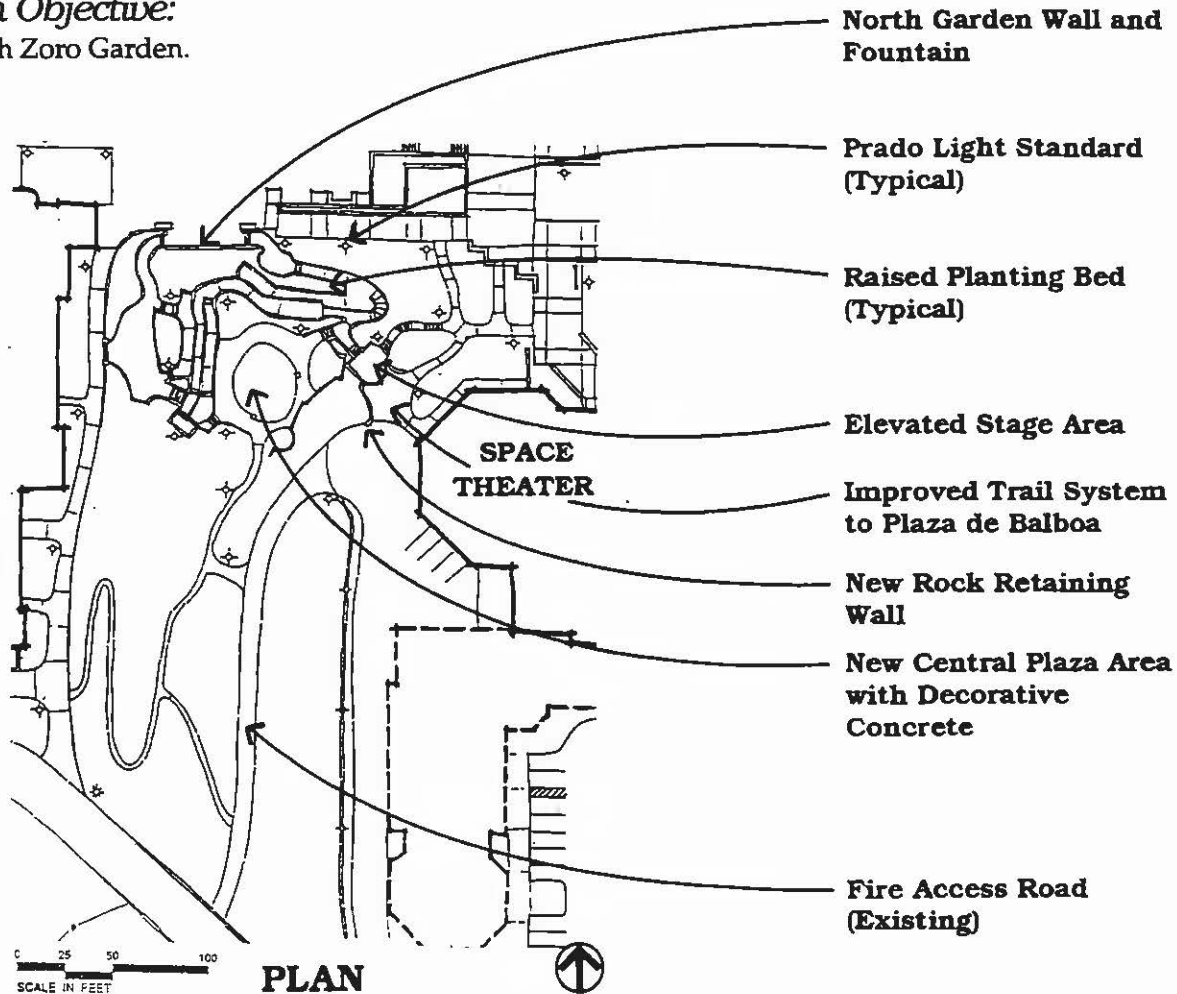 Objective:
h Zoro Garden.
North Garden Wall and
Fountain
Prado Light Standard
(Typical)
Raised Planting Bed
(Typical)
Elevated Stage Area
SPACE
THEATER
Improved Trail System
to Plaza de Balboa
New Rock Retaining
Wall
New Central Plaza Area
with Decorative
Concrete
Fire Access Road
(Existing)
0 25 50 100
SCALE IN FEET
PLAN